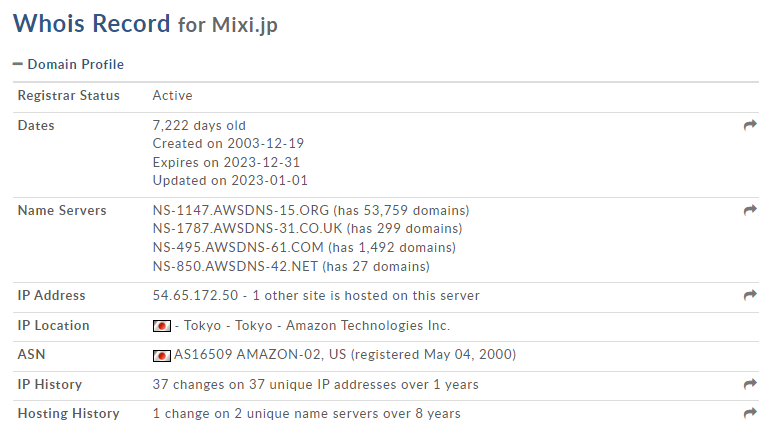 Whois Record for Mixi.jp
Domain Profile
Registrar Status Active
Dates 7,222 days old
Created on 2003-12-19
Expires on 2023-12-31
Updated on 2023-01-01
Name Servers NS-1147.AWSDNS-15.ORG (has 53,759 domains)
NS-1787.AWSDNS-31.CO.UK (has 299 domains)
NS-495.AWSDNS-61.COM (has 1,492 domains)
NS-850.AWSDNS-42.NET (has 27 domains)
IP Address 54.65.172.50 - 1 other site is hosted on this server
IP Location - Tokyo - Tokyo - Amazon Technologies Inc.
ASN AS16509 AMAZON-02, US (registered May 04, 2000)
IP History 37 changes on 37 unique IP addresses over 1 years
Hosting History 1 change on 2 unique name servers over 8 years